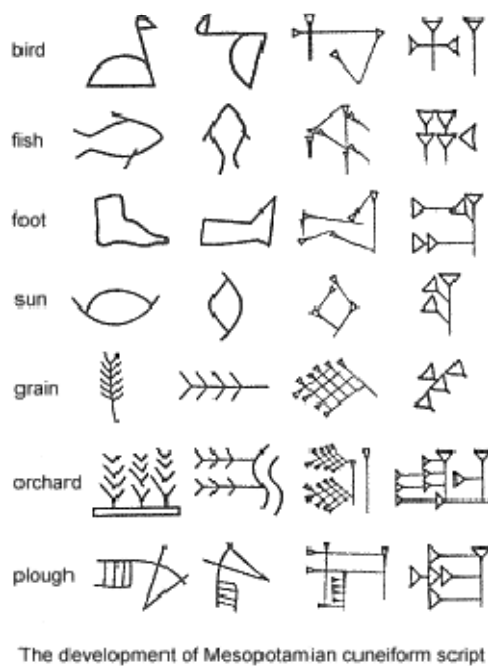 bird
fish
foot
sun
grain
orchard
plough
The development of Mesopotamian cuneiform script